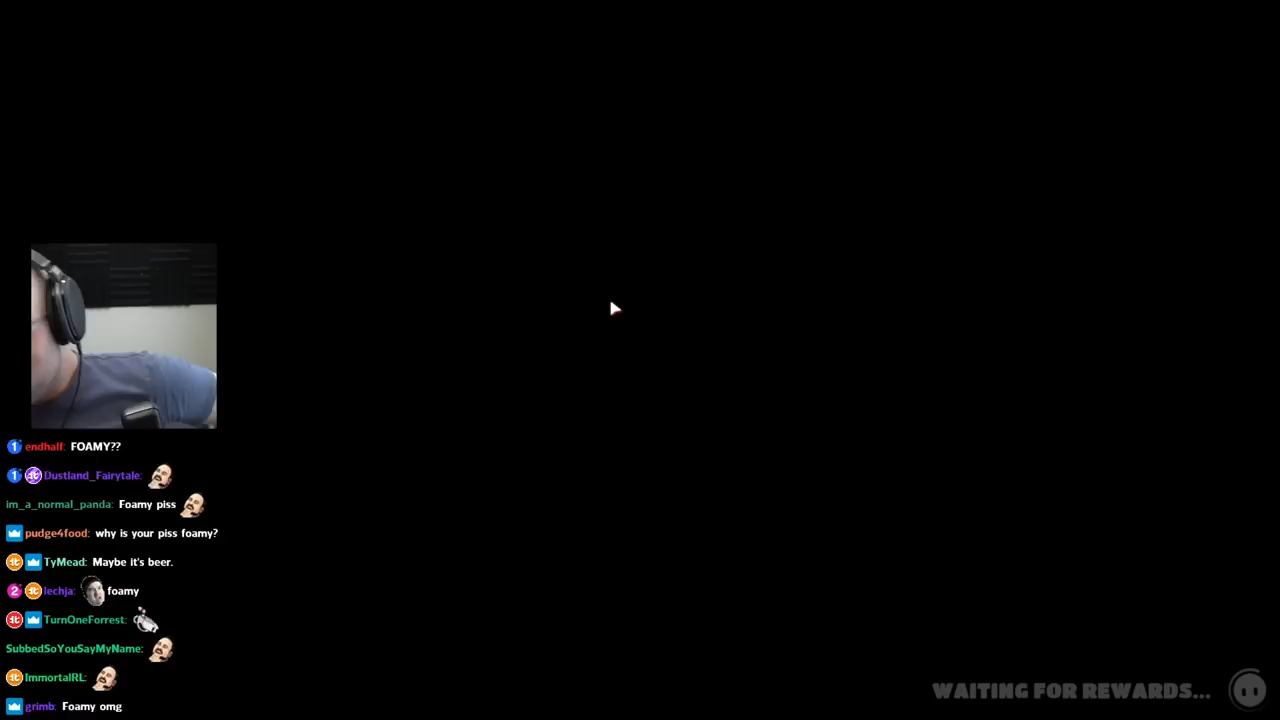 endhalf: FOAMY??
Dustland_Fairytale:
im_a_normal_panda: Foamy piss
pudge4food: why is your piss foamy?
TyMead: Maybe it's beer.
lechja: foamy
TurnOneForrest:
SubbedSoYouSayMyName:
ImmortalRL:
grimb: Foamy omg
WAITING FOR REWARDS...